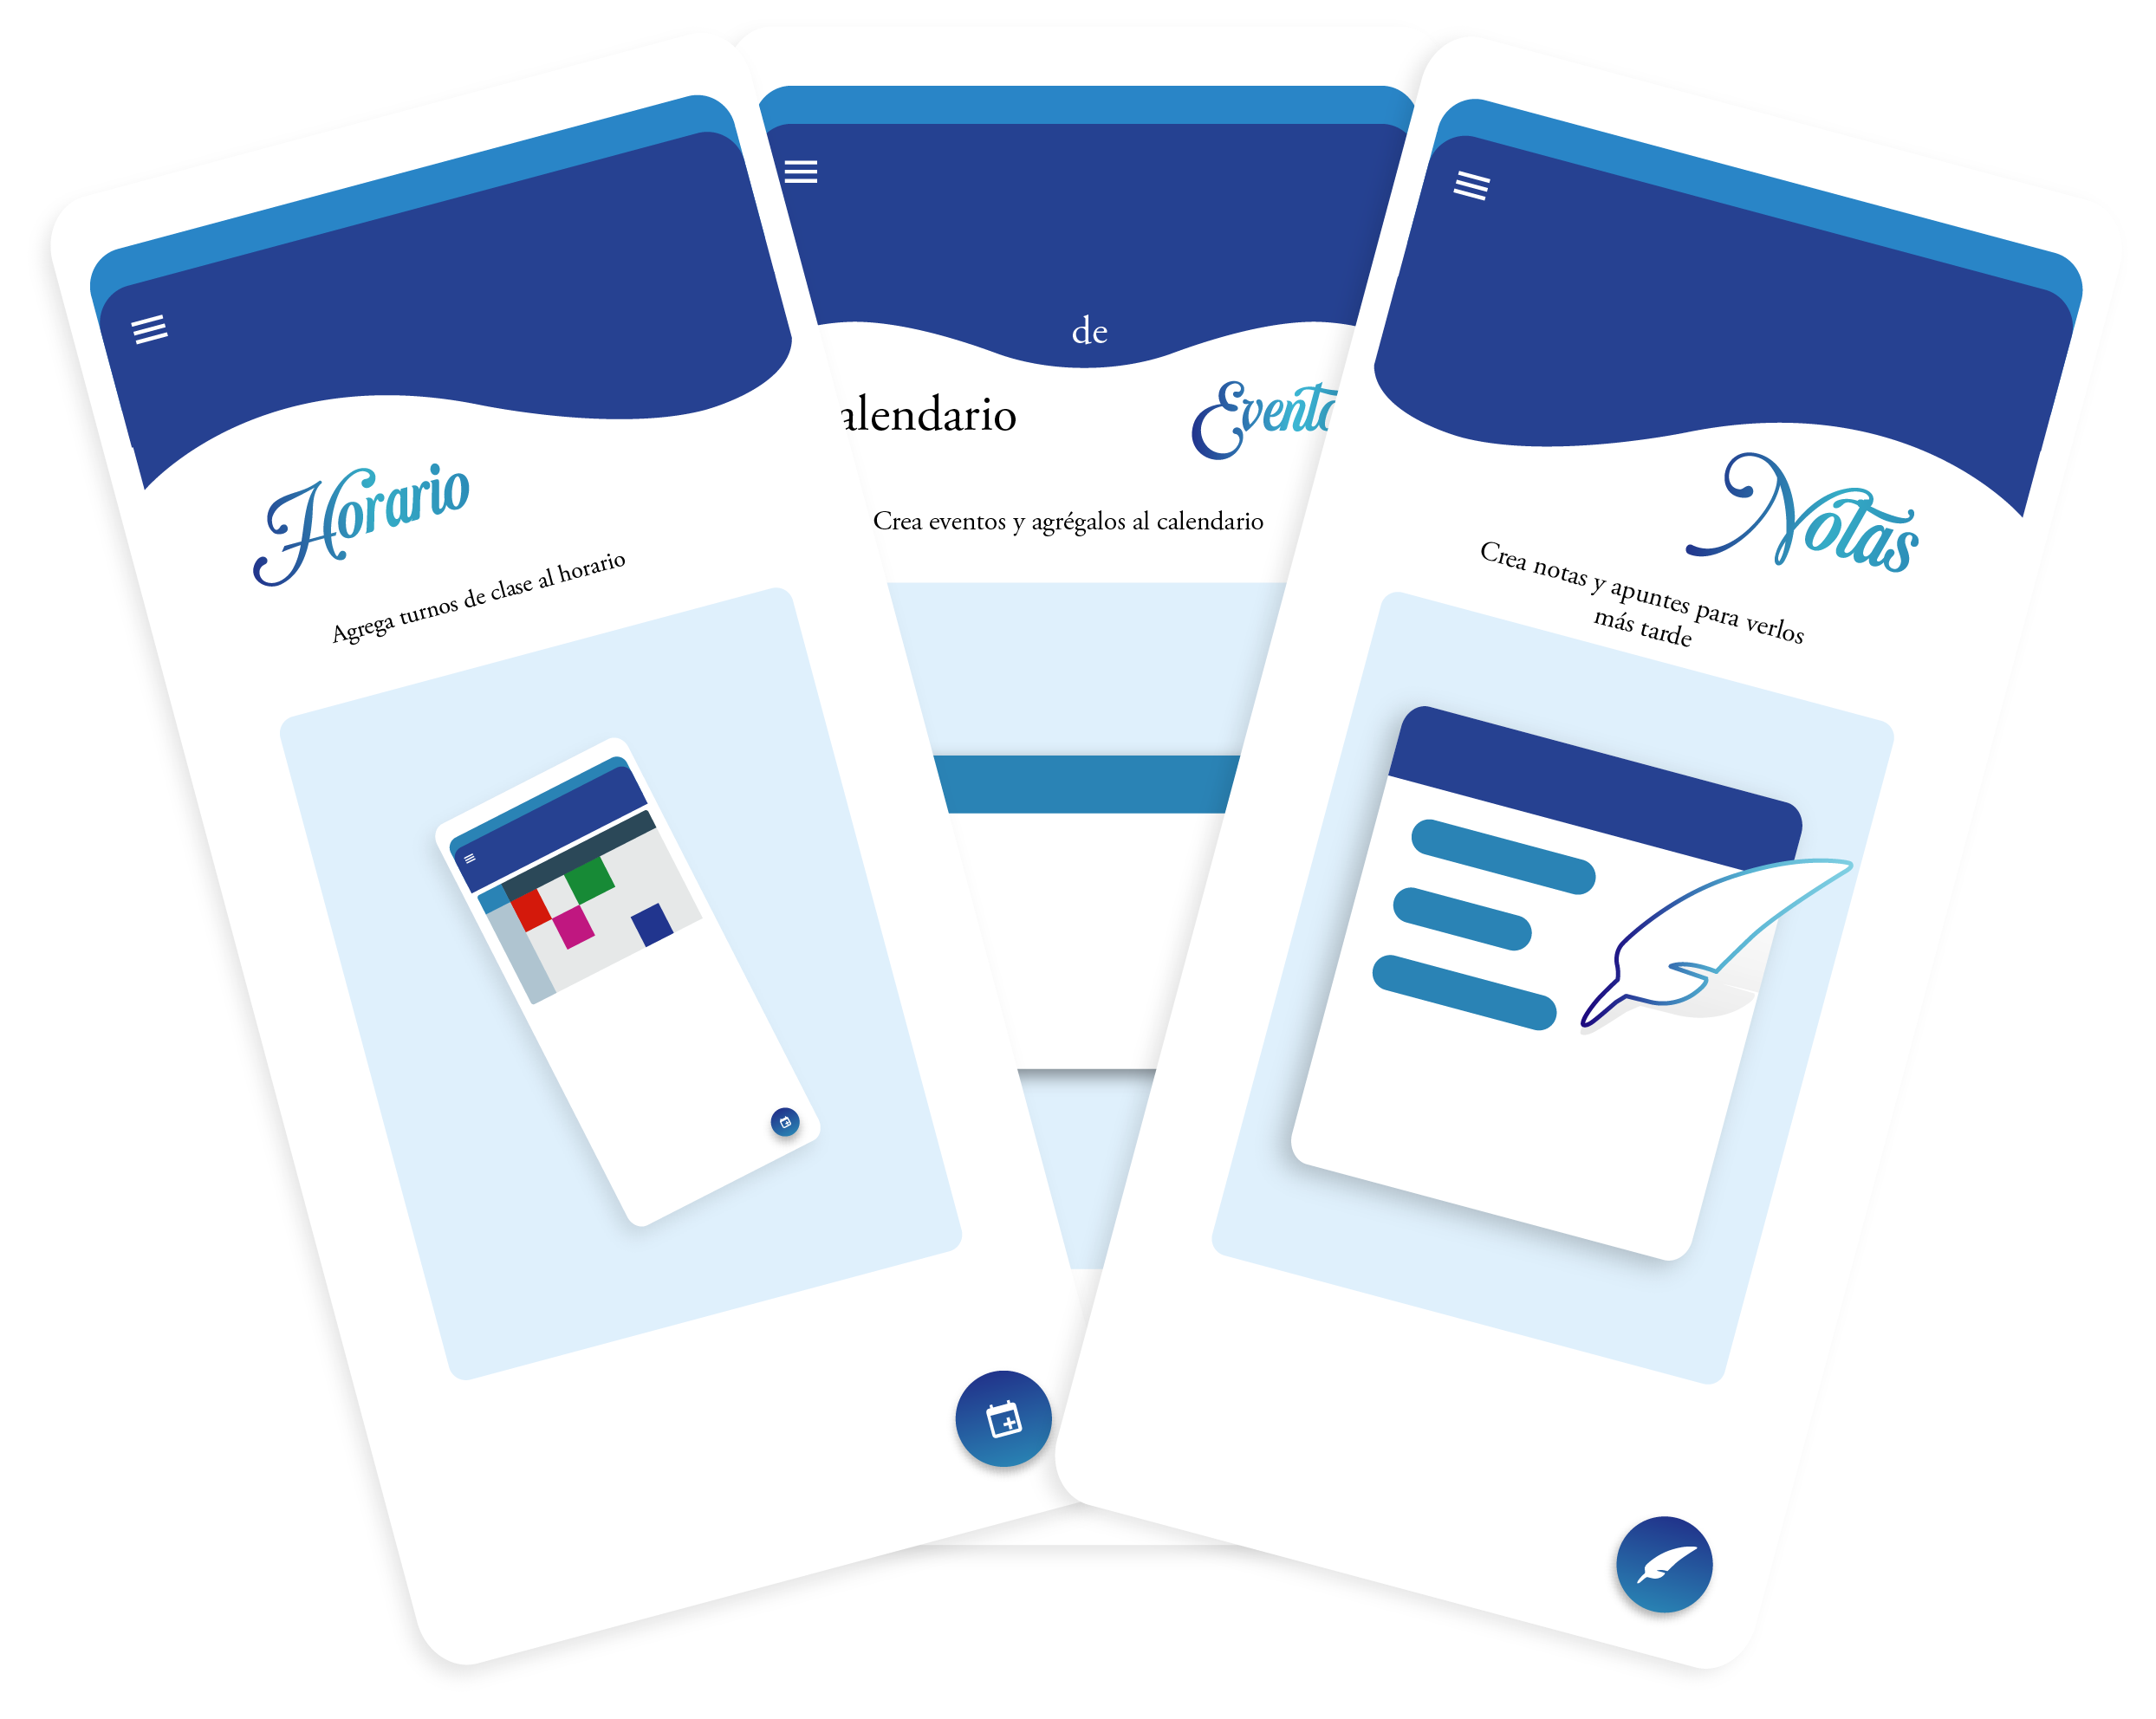 Horario
Agrega turnos de clase al horario
de
alendario
Evento
Crea eventos y agrégalos al calendario
Notas
Crea notas y apuntes para verlos
más tarde